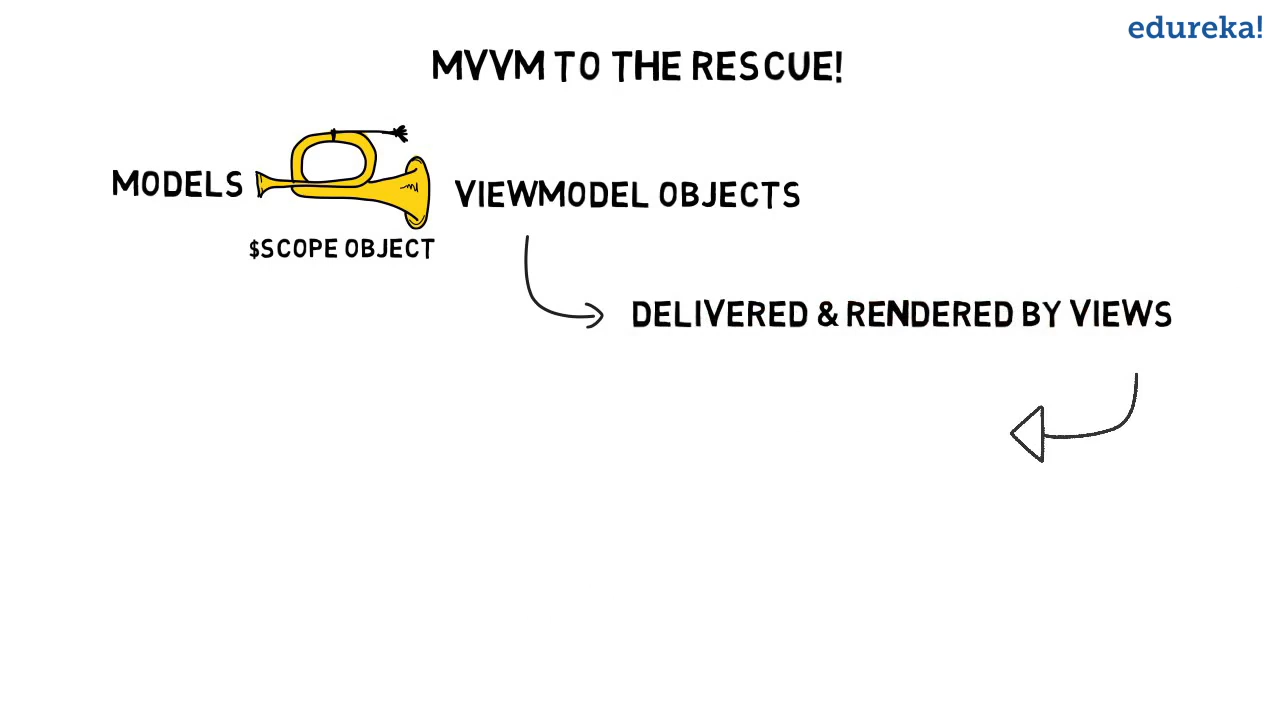 edureka!
MVVM TO THE RESCUE!
MODELS
VIEWMODEL OBJECTS
$SCOPE OBJECT
DELIVERED & RENDERED BY VIEWS